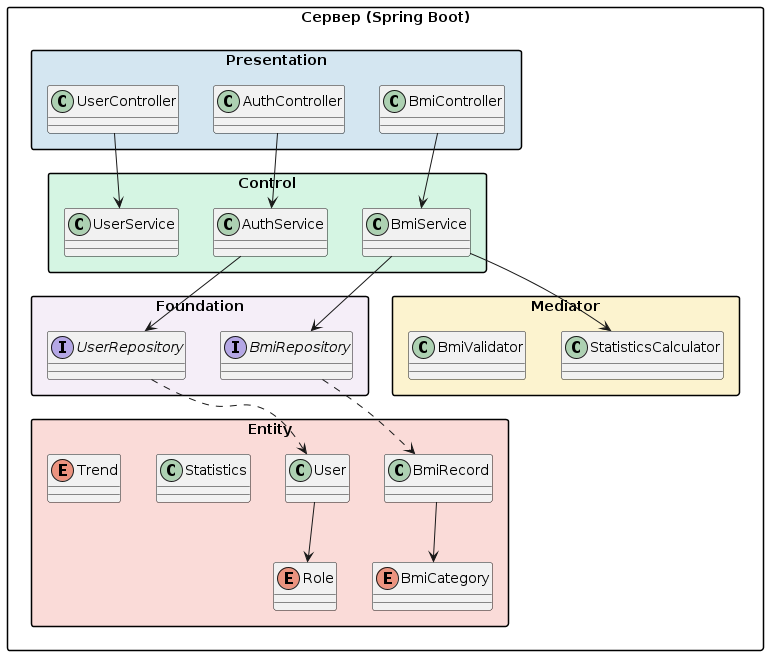 Сервер (Spring Boot)
Presentation
C UserController
C AuthController
C BmiController
Control
C UserService
C AuthService
C BmiService
Foundation
I UserRepository
I BmiRepository
Mediator
C BmiValidator
C StatisticsCalculator
Entity
E Trend
C Statistics
C User
C BmiRecord
E Role
E BmiCategory